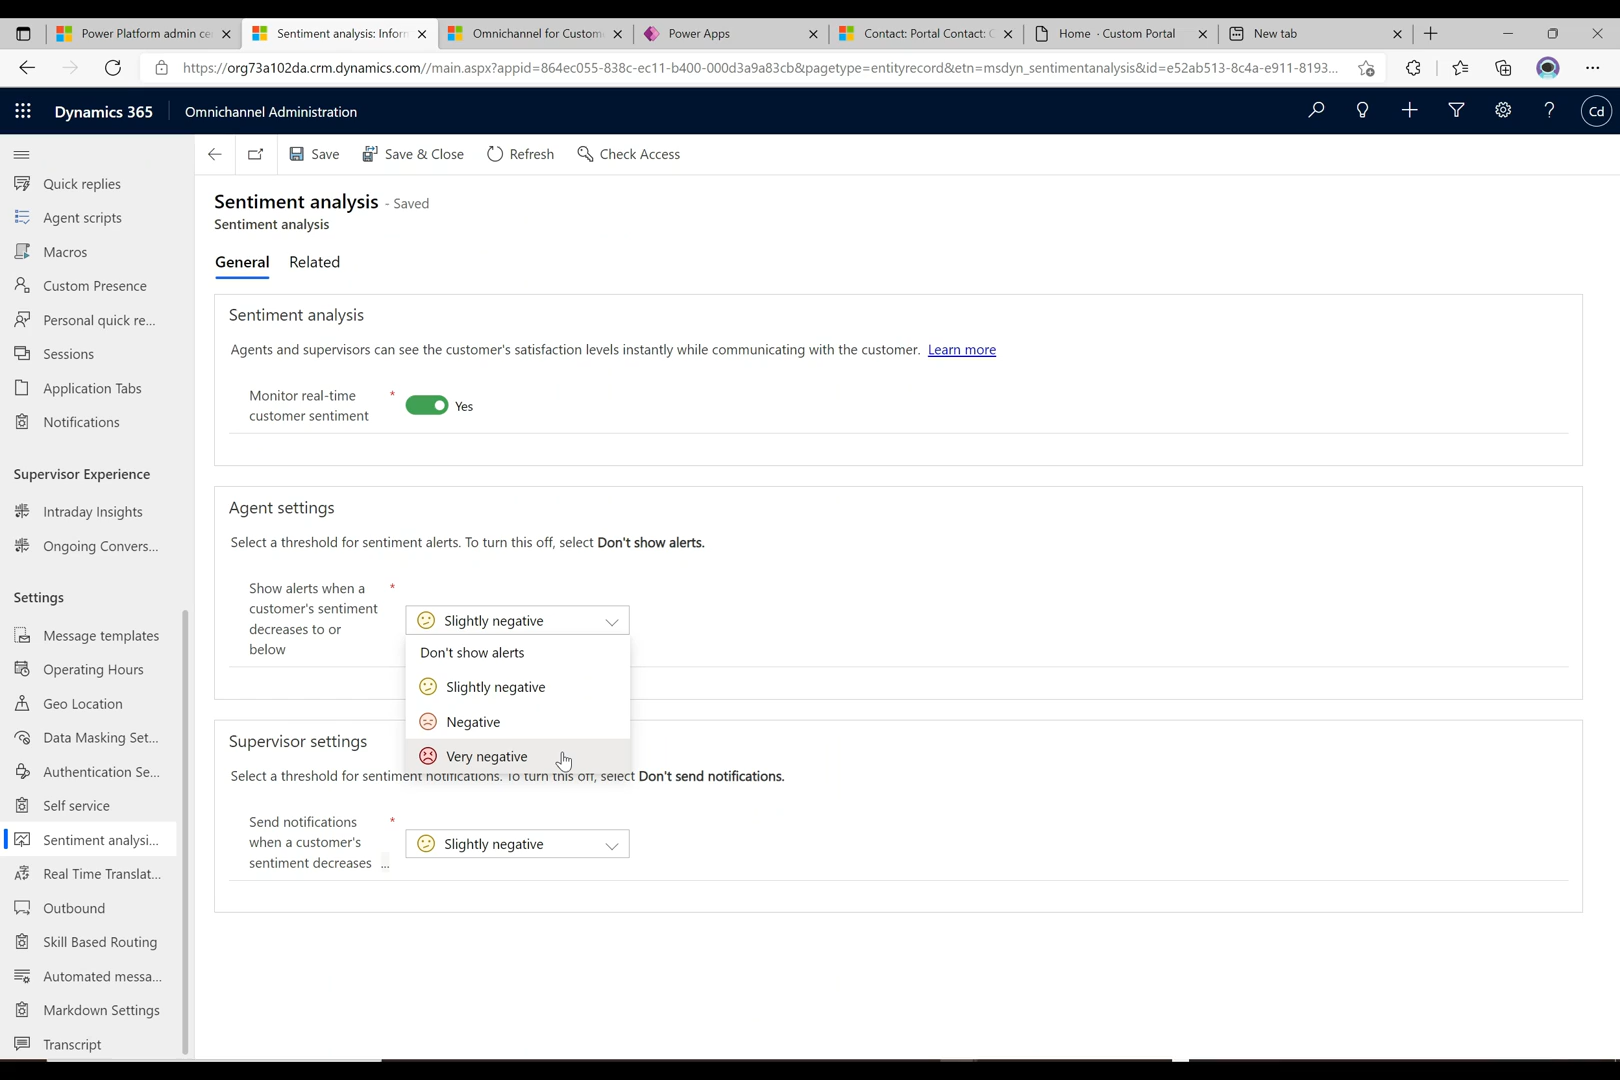 Power Platform admin ce
Sentiment analysis: Inform
Omnichannel for Custome
Power Apps
Contact: Portal Contact: C
Home · Custom Portal
New tab
https://org73a102da.crm.dynamics.com//main.aspx?appid=864ec055-838c-ec11-b400-000d3a9a83cb&pagetype=entityrecord&etn=msdyn_sentimentanalysis&id=e52ab513-8c4a-e911-8193...
Dynamics 365
Omnichannel Administration
Cd
Save
Save & Close
Refresh
Check Access
Quick replies
Agent scripts
Macros
Custom Presence
Personal quick re...
Sessions
Application Tabs
Notifications
Supervisor Experience
Intraday Insights
Ongoing Convers...
Settings
Message templates
Operating Hours
Geo Location
Data Masking Set...
Authentication Se...
Self service
Sentiment analysi...
Real Time Translat...
Outbound
Skill Based Routing
Automated messa...
Markdown Settings
Transcript
Sentiment analysis - Saved
Sentiment analysis
General
Related
Sentiment analysis
Agents and supervisors can see the customer's satisfaction levels instantly while communicating with the customer. Learn more
Monitor real-time
customer sentiment
*
Yes
Agent settings
Select a threshold for sentiment alerts. To turn this off, select Don't show alerts.
Show alerts when a
customer's sentiment
decreases to or
below
*
Slightly negative
Don't show alerts
Slightly negative
Negative
Very negative
Supervisor settings
Select a threshold for sentiment notifications. To turn this off, select Don't send notifications.
Send notifications
when a customer's
sentiment decreases ...
*
Slightly negative